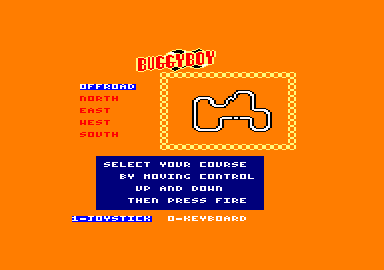 BUGGYBOY
OFFROAD
NORTH
EAST
WEST
SOUTH
SELECT YOUR COURSE
BY MOVING CONTROL
UP AND DOWN
THEN PRESS FIRE
1-JOYSTICK 0-KEYBOARD